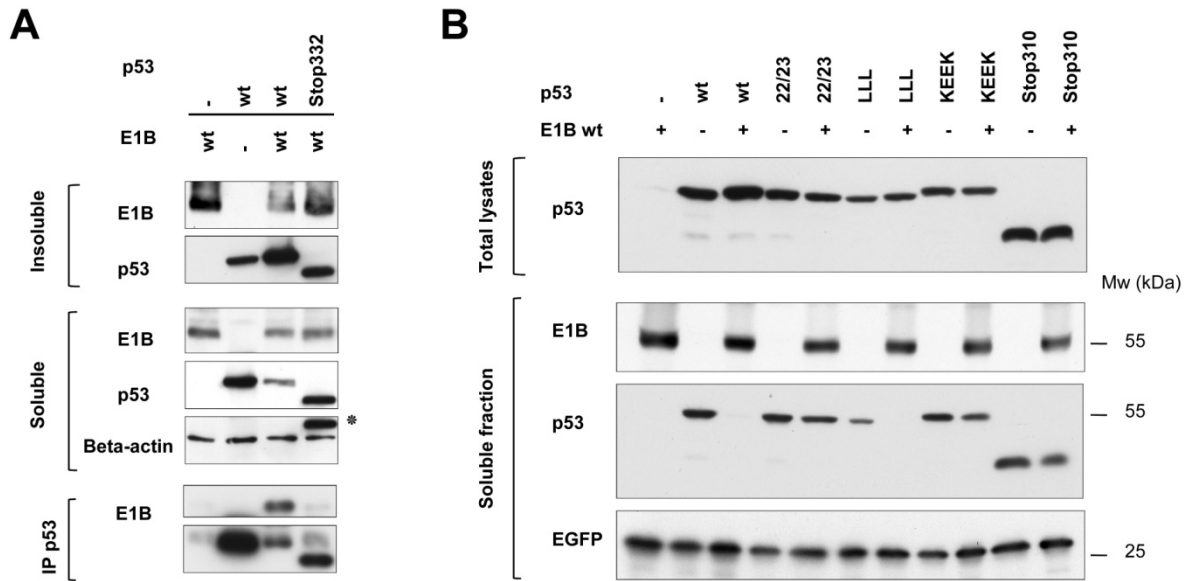 A
p53
- wt wt Stop332
E1B
wt - wt wt
Insoluble
E1B
p53
Soluble
E1B
p53
*
Beta-actin
IP p53
E1B
B
p53
- wt wt 22/23 22/23 LLL LLL KEEK KEEK Stop310 Stop310
E1B wt
+ - + - + - + - + - +
Total lysates
p53
Mw (kDa)
Soluble fraction
E1B
— 55
p53
— 55
EGFP
— 25